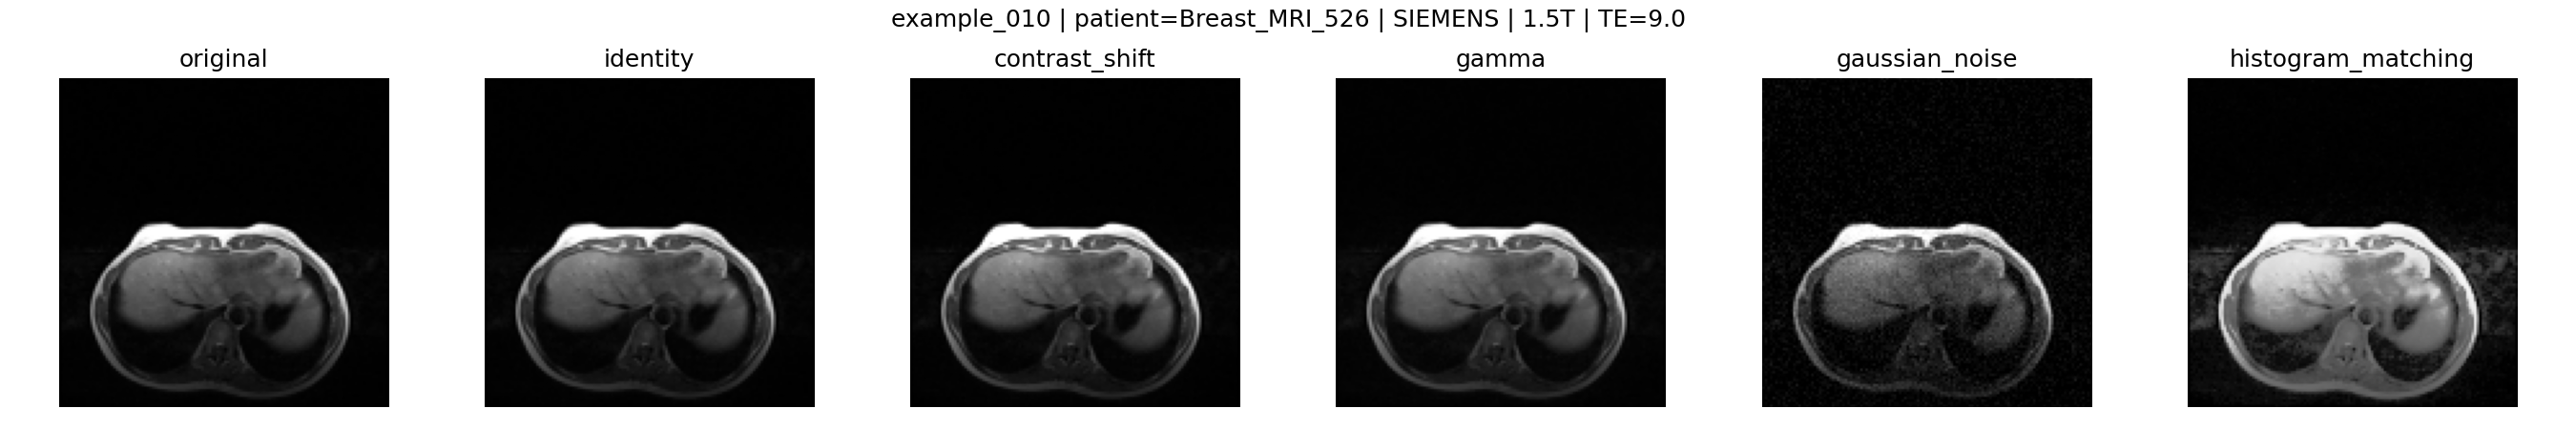 example_010 | patient=Breast_MRI_526 | SIEMENS | 1.5T | TE=9.0
original
identity
contrast_shift
gamma
gaussian_noise
histogram_matching